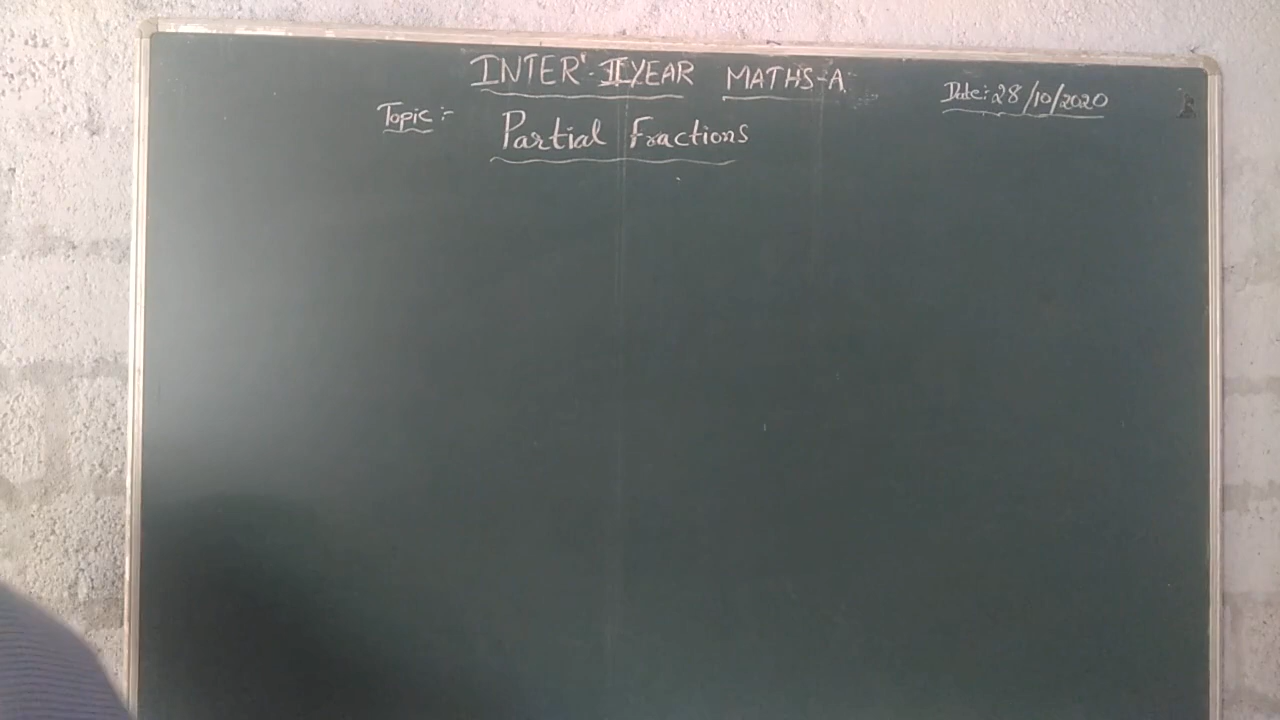 INTER' - II YEAR MATHS-A
Date: 28/10/2020
Topic :-
Partial Fractions